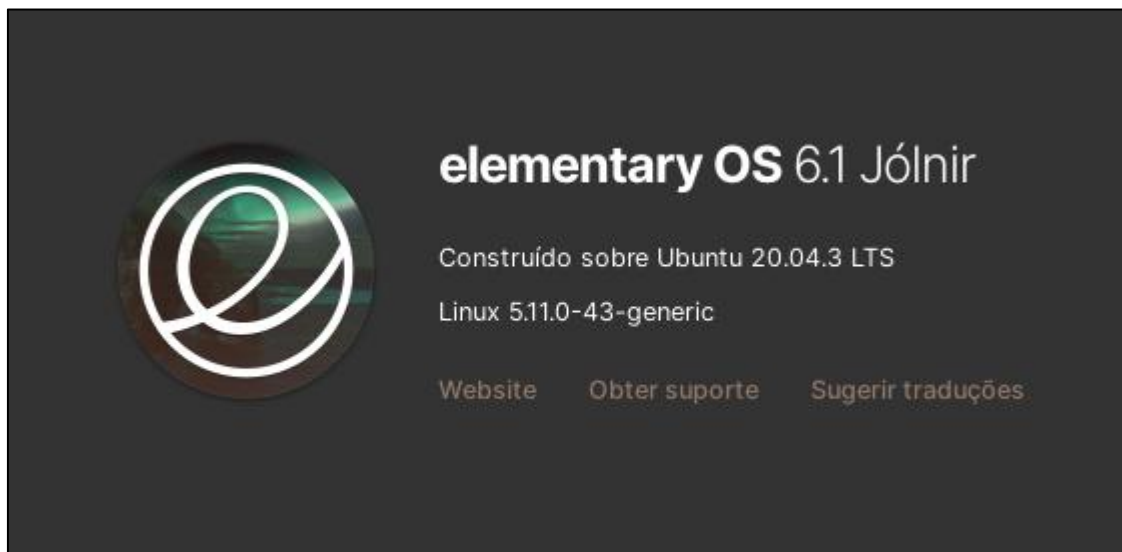 elementary OS 6.1 Jólnir
Construído sobre Ubuntu 20.04.3 LTS
Linux 5.11.0-43-generic
Website Obter suporte Sugerir traduções